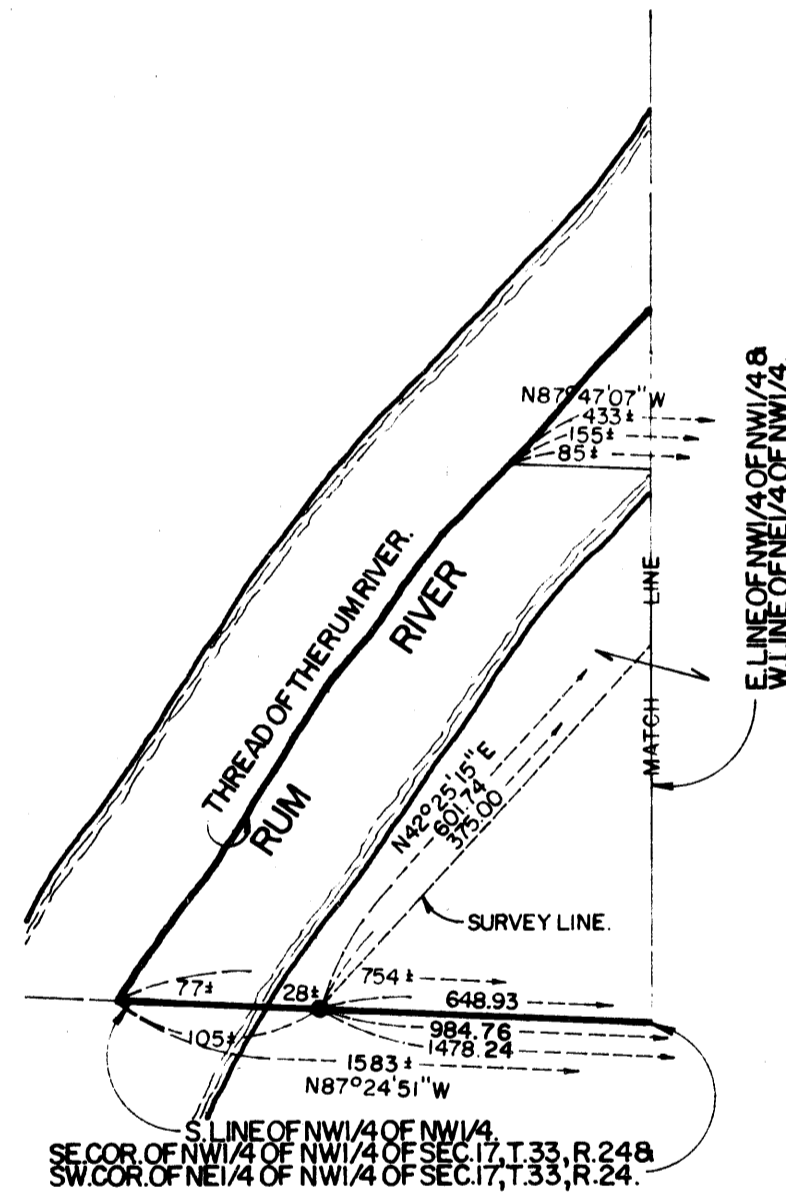 N87°47'07"W
433±
155±
85±
E.LINE OF NW1/4 OF NW1/4 &
W.LINE OF NE1/4 OF NW1/4.
MATCH LINE
THREAD OF THE RUM RIVER.
RUM RIVER
N42°25'15"E
601.74
375.00
SURVEY LINE.
77±
28±
754±
648.93
105±
984.76
1478.24
1583±
N87°24'51"W
S.LINE OF NW1/4 OF NW1/4.
SE.COR.OF NW1/4 OF NW1/4 OF SEC.17,T.33,R.24&
SW.COR.OF NE1/4 OF NW1/4 OF SEC.17,T.33,R.24.